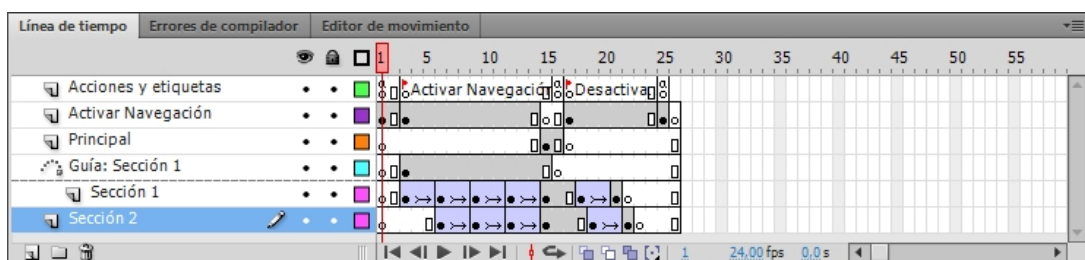 Línea de tiempo Errores de compilador Editor de movimiento
1 5 10 15 20 25 30 35 40 45 50 55
Acciones y etiquetas a a Activar Navegación a Desactiva a
Activar Navegación
Principal
Guía: Sección 1
Sección 1
Sección 2
1 24,00 fps 0,0 s